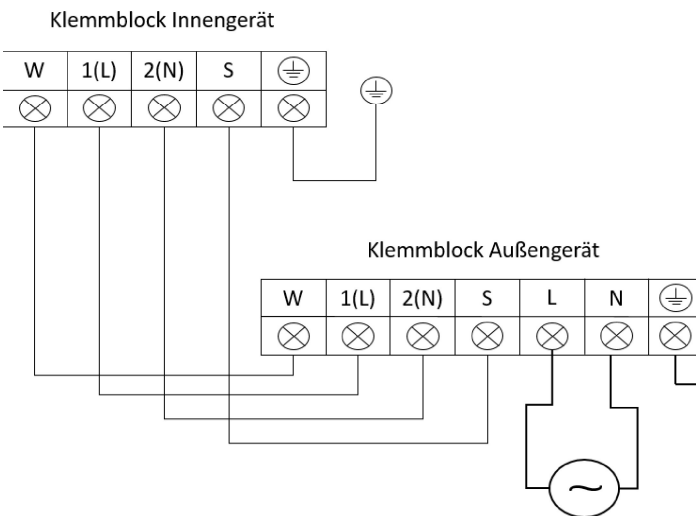 Klemmblock Innengerät
W 1(L) 2(N) S
Klemmblock Außengerät
W 1(L) 2(N) S L N
~